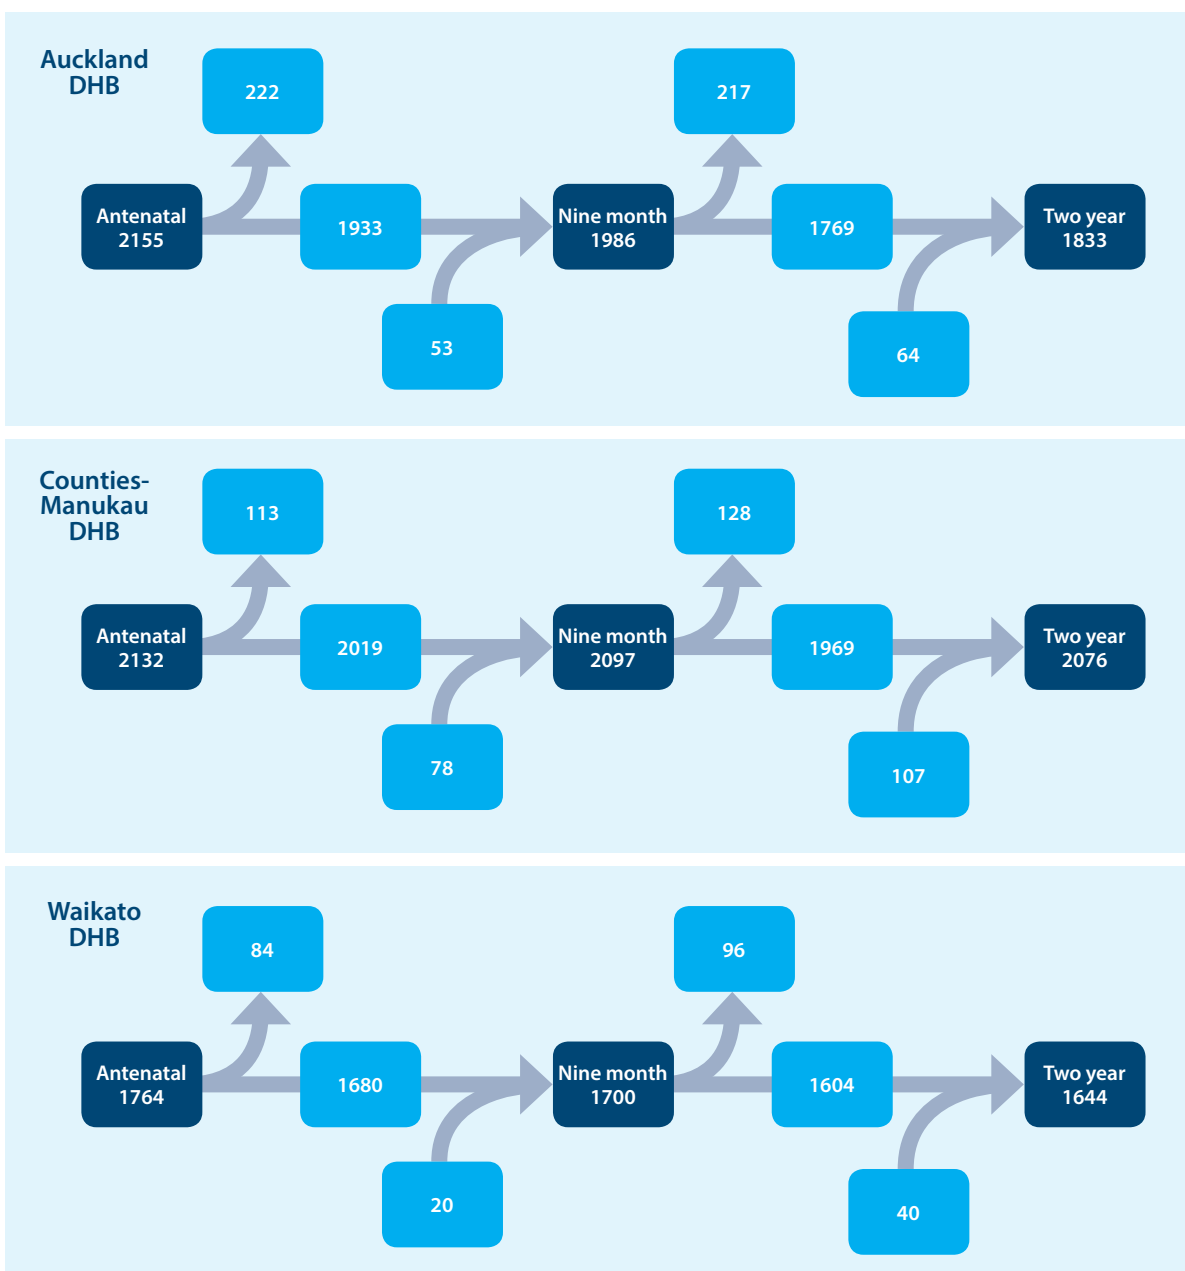 Auckland
DHB
222
217
Antenatal
2155
1933
Nine month
1986
1769
Two year
1833
53
64
Counties-
Manukau
DHB
113
128
Antenatal
2132
2019
Nine month
2097
1969
Two year
2076
78
107
Waikato
DHB
84
96
Antenatal
1764
1680
Nine month
1700
1604
Two year
1644
20
40